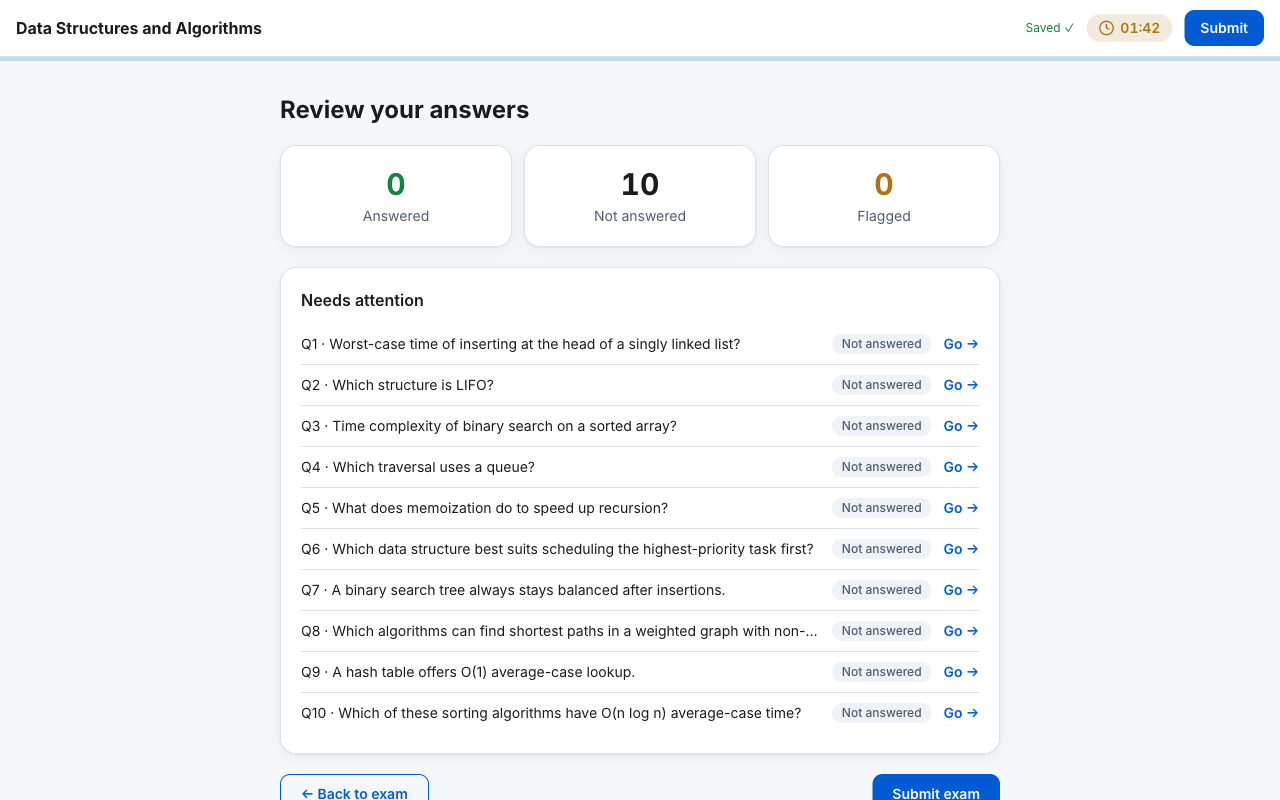 Data Structures and Algorithms
Saved ✓
01:42
Submit
Review your answers
0
Answered
10
Not answered
0
Flagged
Needs attention
Q1 · Worst-case time of inserting at the head of a singly linked list? Not answered Go →
Q2 · Which structure is LIFO? Not answered Go →
Q3 · Time complexity of binary search on a sorted array? Not answered Go →
Q4 · Which traversal uses a queue? Not answered Go →
Q5 · What does memoization do to speed up recursion? Not answered Go →
Q6 · Which data structure best suits scheduling the highest-priority task first? Not answered Go →
Q7 · A binary search tree always stays balanced after insertions. Not answered Go →
Q8 · Which algorithms can find shortest paths in a weighted graph with non-... Not answered Go →
Q9 · A hash table offers O(1) average-case lookup. Not answered Go →
Q10 · Which of these sorting algorithms have O(n log n) average-case time? Not answered Go →
← Back to exam
Submit exam